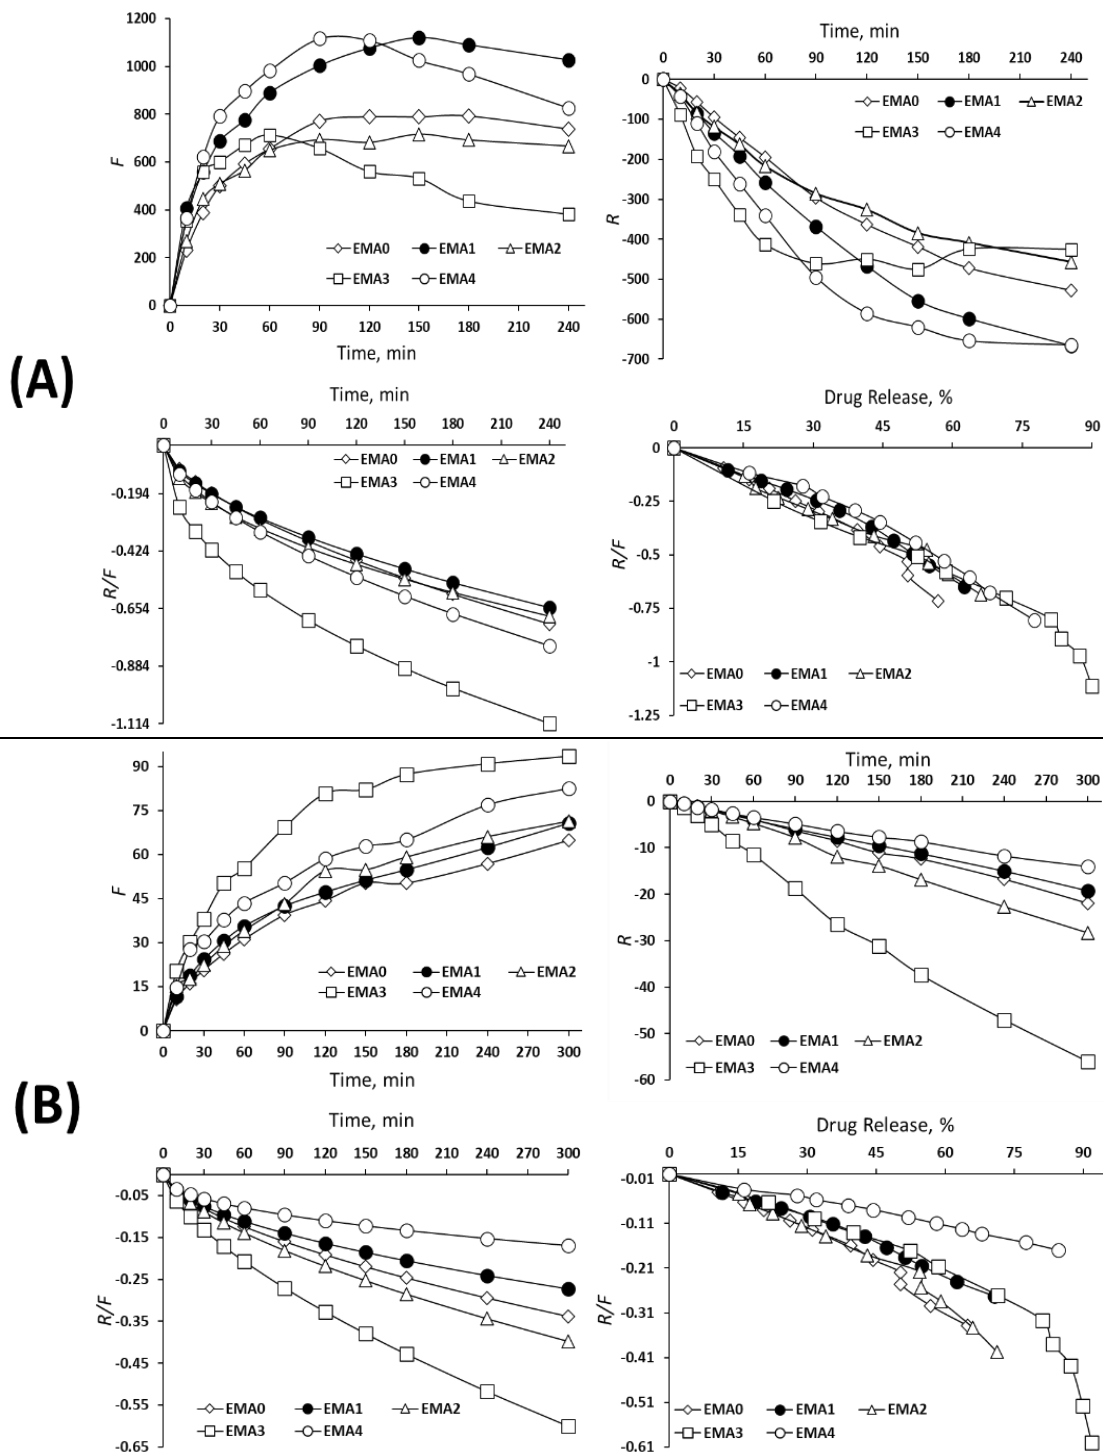 1200
1000
800
600
400
200
0
F
0 30 60 90 120 150 180 210 240
Time, min
EMA0 EMA1 EMA2
EMA3 EMA4
Time, min
0 30 60 90 120 150 180 210 240
0
-100
-200
-300
-400
-500
-600
-700
R
EMA0 EMA1 EMA2
EMA3 EMA4
(A)
Time, min
0 30 60 90 120 150 180 210 240
-0.194
-0.424
-0.654
-0.884
-1.114
R/F
EMA0 EMA1 EMA2
EMA3 EMA4
Drug Release, %
0 15 30 45 60 75 90
0
-0.25
-0.5
-0.75
-1
-1.25
R/F
EMA0 EMA1 EMA2
EMA3 EMA4
90
75
60
45
30
15
0
F
0 30 60 90 120 150 180 210 240 270 300
Time, min
EMA0 EMA1 EMA2
EMA3 EMA4
Time, min
0 30 60 90 120 150 180 210 240 270 300
0
-10
-20
-30
-40
-50
-60
R
EMA0 EMA1 EMA2
EMA3 EMA4
(B)
Time, min
0 30 60 90 120 150 180 210 240 270 300
-0.05
-0.15
-0.25
-0.35
-0.45
-0.55
-0.65
R/F
EMA0 EMA1 EMA2
EMA3 EMA4
Drug Release, %
0 15 30 45 60 75 90
-0.01
-0.11
-0.21
-0.31
-0.41
-0.51
-0.61
R/F
EMA0 EMA1 EMA2
EMA3 EMA4